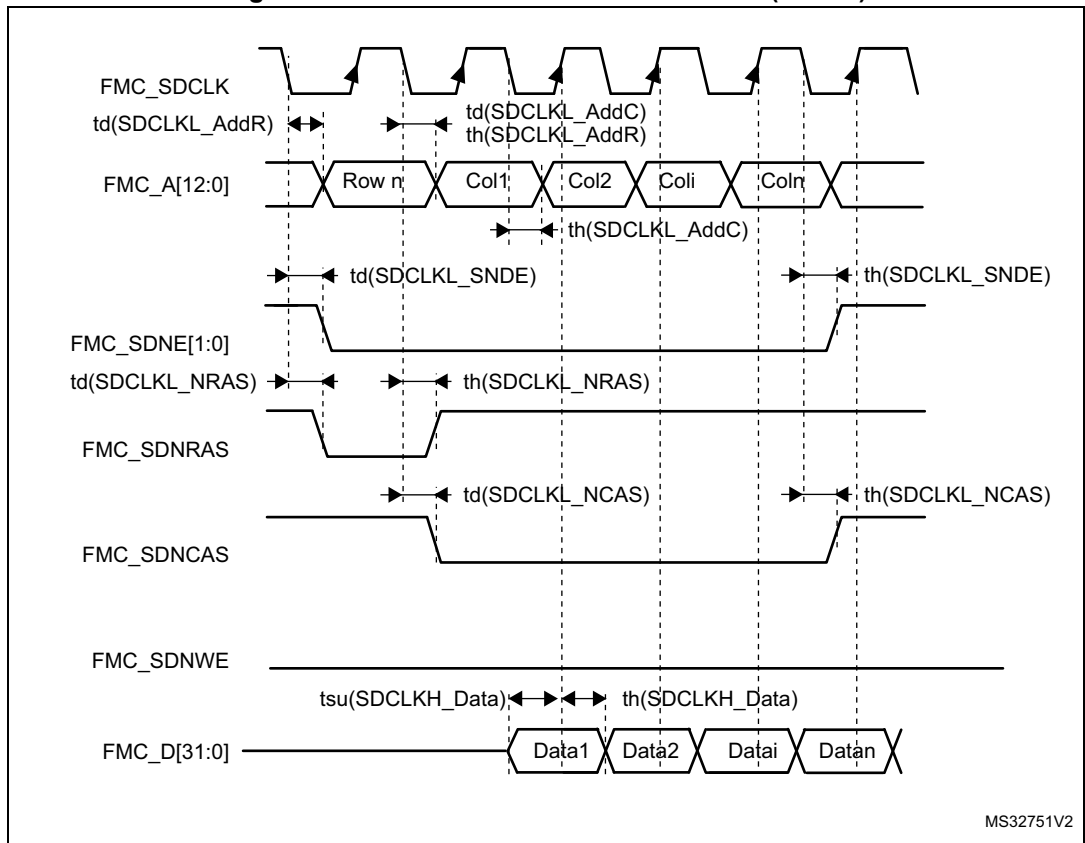 FMC_SDCLK
td(SDCLKL_AddR)
td(SDCLKL_AddC)
th(SDCLKL_AddR)
FMC_A[12:0]
Row n
Col1
Col2
Coli
Coln
th(SDCLKL_AddC)
td(SDCLKL_SNDE)
th(SDCLKL_SNDE)
FMC_SDNE[1:0]
td(SDCLKL_NRAS)
th(SDCLKL_NRAS)
FMC_SDNRAS
td(SDCLKL_NCAS)
th(SDCLKL_NCAS)
FMC_SDNCAS
FMC_SDNWE
tsu(SDCLKH_Data)
th(SDCLKH_Data)
FMC_D[31:0]
Data1
Data2
Datai
Datan
MS32751V2